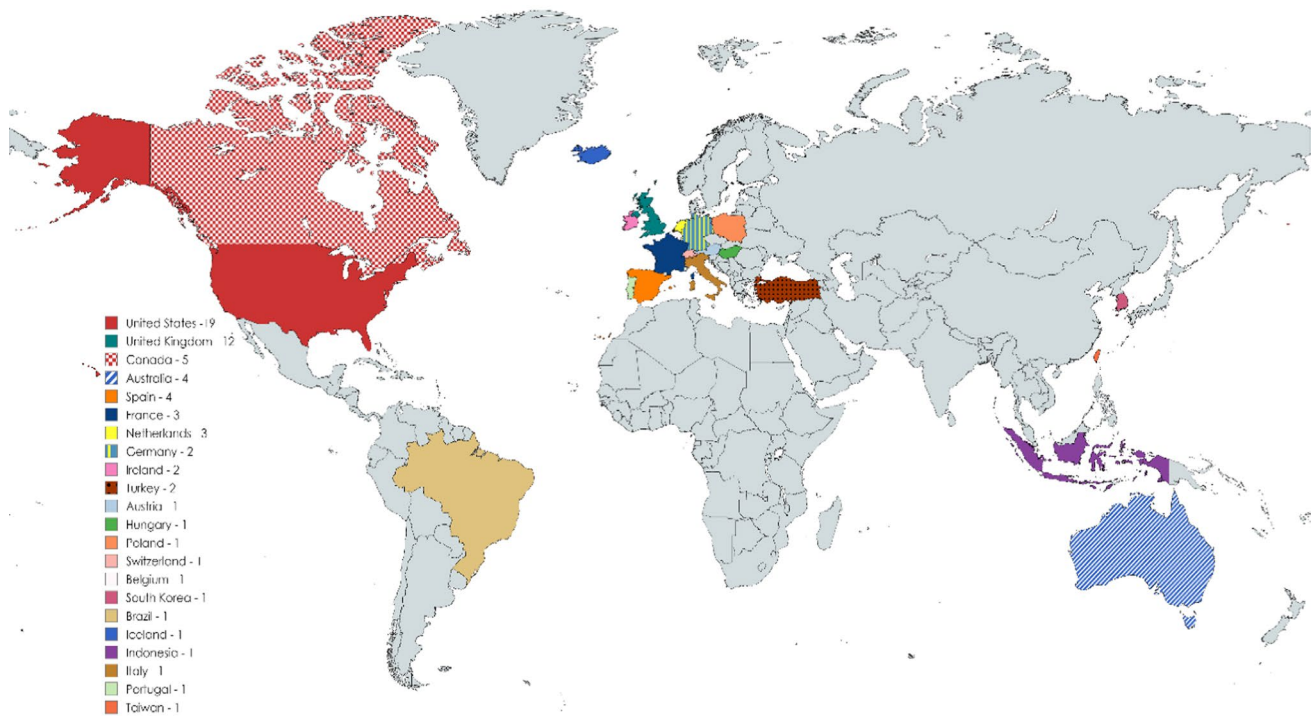 United States -19
United Kingdom 12
Canada - 5
Australia - 4
Spain - 4
France - 3
Netherlands 3
Germany - 2
Ireland - 2
Turkey - 2
Austria 1
Hungary - 1
Poland - 1
Switzerland - 1
Belgium 1
South Korea - 1
Brazil - 1
Iceland - 1
Indonesia - 1
Italy 1
Portugal - 1
Taiwan - 1